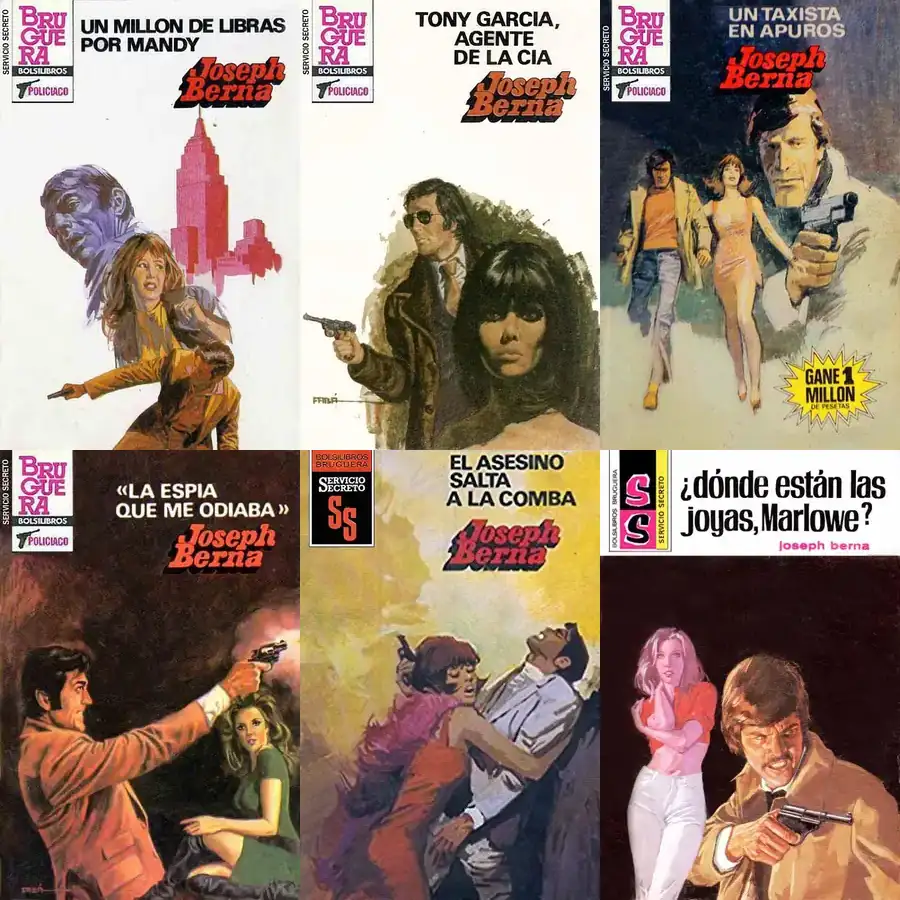 SERVICIO SECRETO
BRU
GUE
RA
BOLSILIBROS
POLICIACO
UN MILLON DE LIBRAS
POR MANDY
Joseph
Berna
SERVICIO SECRETO
BRU
GUE
RA
BOLSILIBROS
POLICIACO
TONY GARCIA,
AGENTE
DE LA CIA
Joseph
Berna
FABÁ
SERVICIO SECRETO
BRU
GUE
RA
BOLSILIBROS
POLICIACO
UN TAXISTA
EN APUROS
Joseph
Berna
GANE 1
MILLON
DE PESETAS
SERVICIO SECRETO
BRU
GUE
RA
BOLSILIBROS
POLICIACO
«LA ESPIA
QUE ME ODIABA»
Joseph
Berna
FABÁ
BOLSILIBROS
BRUGUERA
SERVICIO
SECRETO
SS
EL ASESINO
SALTA
A LA COMBA
Joseph
Berna
BOLSILIBROS BRUGUERA
SS
SERVICIO SECRETO
¿dónde están las
joyas, Marlowe?
joseph berna